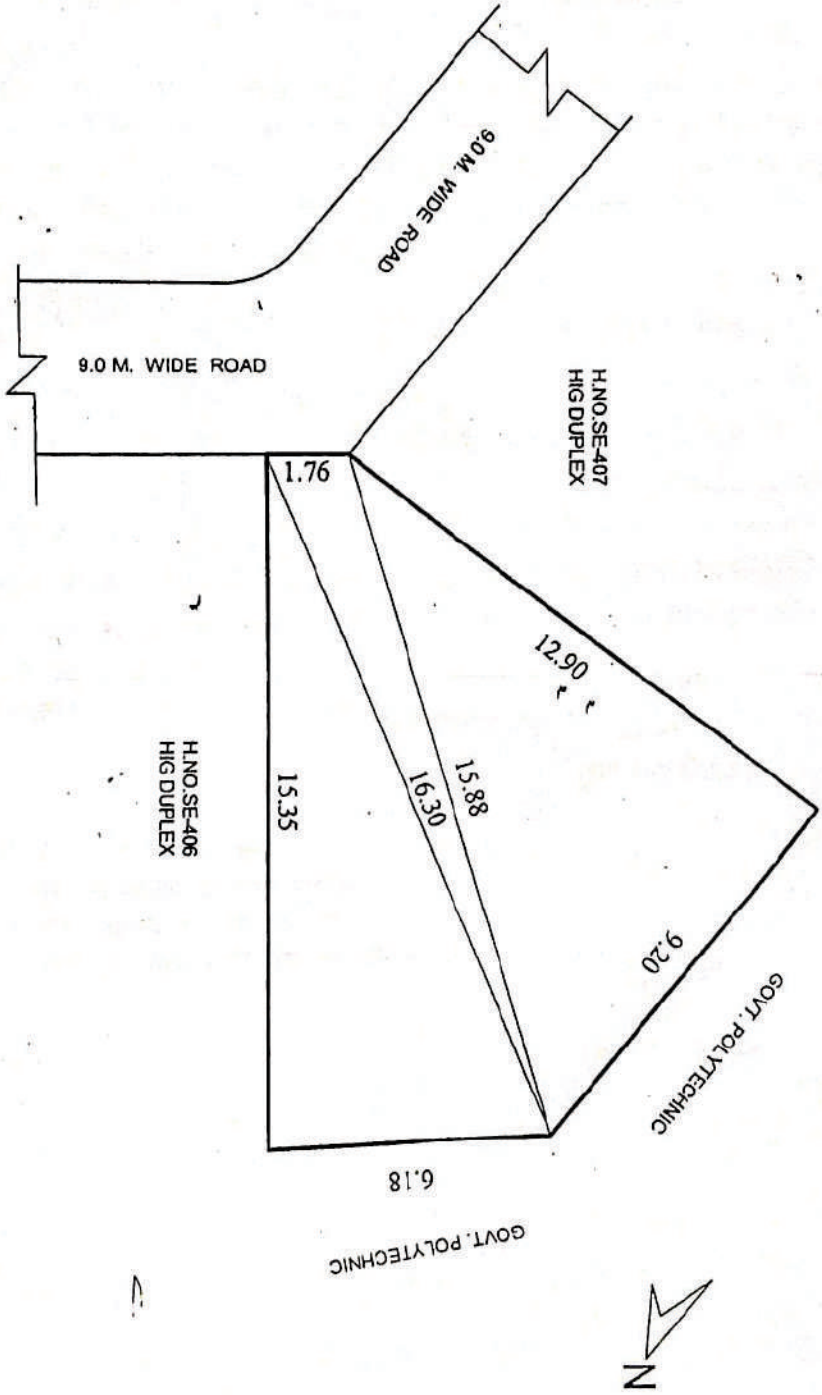 9.0 M. WIDE ROAD
9.0 M. WIDE ROAD
H.NO.SE-407
HIG DUPLEX
1.76
12.90
15.88
16.30
15.35
H.NO.SE-406
HIG DUPLEX
9.20
GOVT. POLYTECHNIC
6.18
GOVT. POLYTECHNIC
N